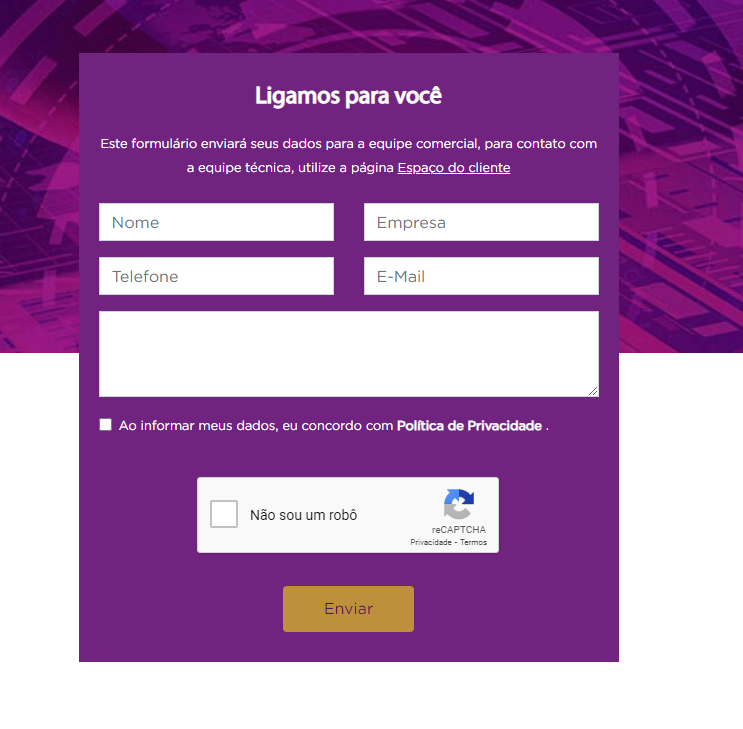 Ligamos para você
Este formulário enviará seus dados para a equipe comercial, para contato com
a equipe técnica, utilize a página Espaço do cliente
Nome
Empresa
Telefone
E-Mail
Ao informar meus dados, eu concordo com Política de Privacidade .
Não sou um robô
reCAPTCHA
Privacidade - Termos
Enviar